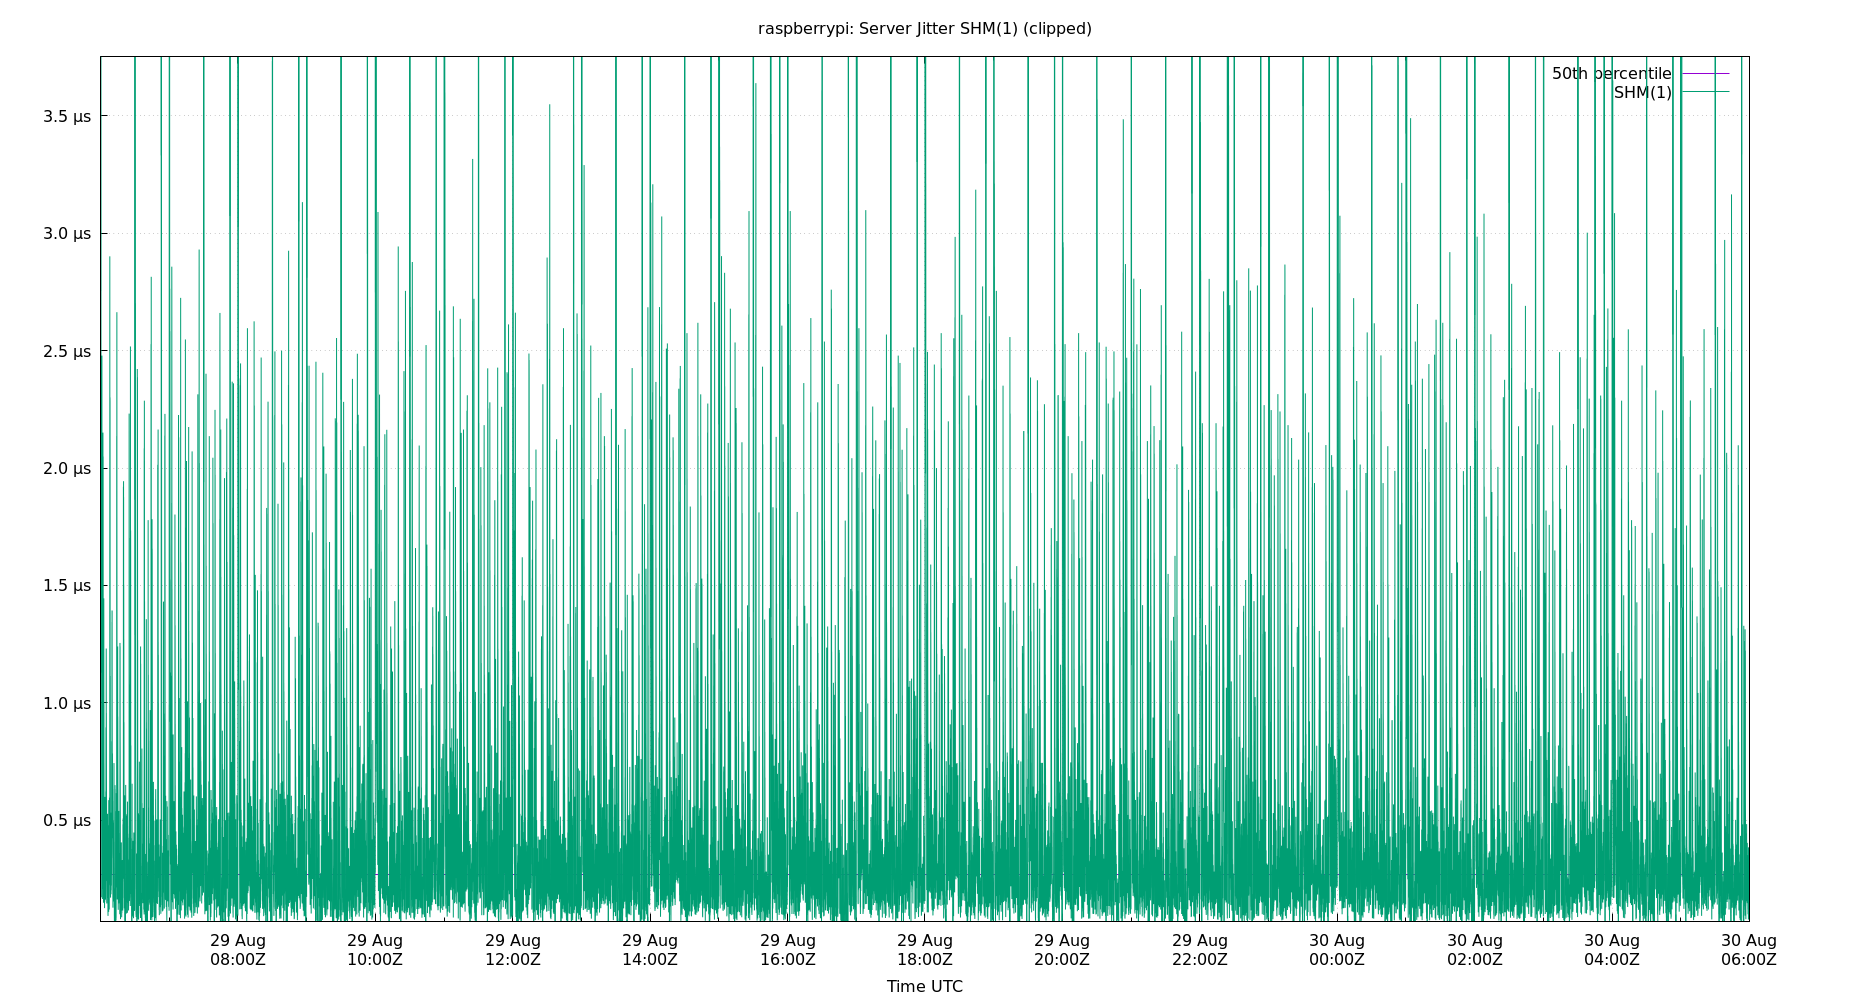 raspberrypi: Server Jitter SHM(1) (clipped)
50th percentile
SHM(1)
3.5 µs
3.0 µs
2.5 µs
2.0 µs
1.5 µs
1.0 µs
0.5 µs
29 Aug 29 Aug 29 Aug 29 Aug 29 Aug 29 Aug 29 Aug 29 Aug 30 Aug 30 Aug 30 Aug 30 Aug
08:00Z 10:00Z 12:00Z 14:00Z 16:00Z 18:00Z 20:00Z 22:00Z 00:00Z 02:00Z 04:00Z 06:00Z
Time UTC